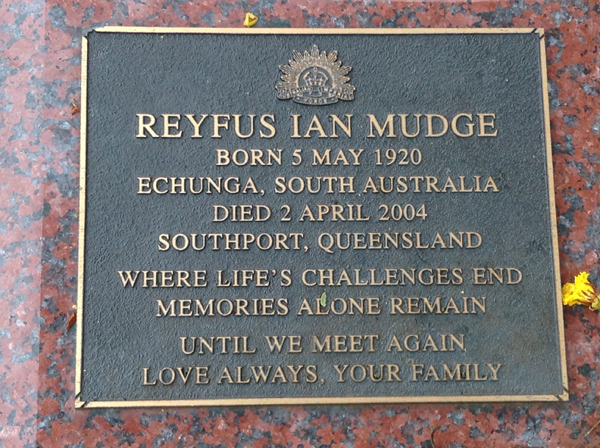 REYFUS IAN MUDGE
BORN 5 MAY 1920
ECHUNGA, SOUTH AUSTRALIA
DIED 2 APRIL 2004
SOUTHPORT, QUEENSLAND
WHERE LIFE'S CHALLENGES END
MEMORIES ALONE REMAIN
UNTIL WE MEET AGAIN
LOVE ALWAYS, YOUR FAMILY